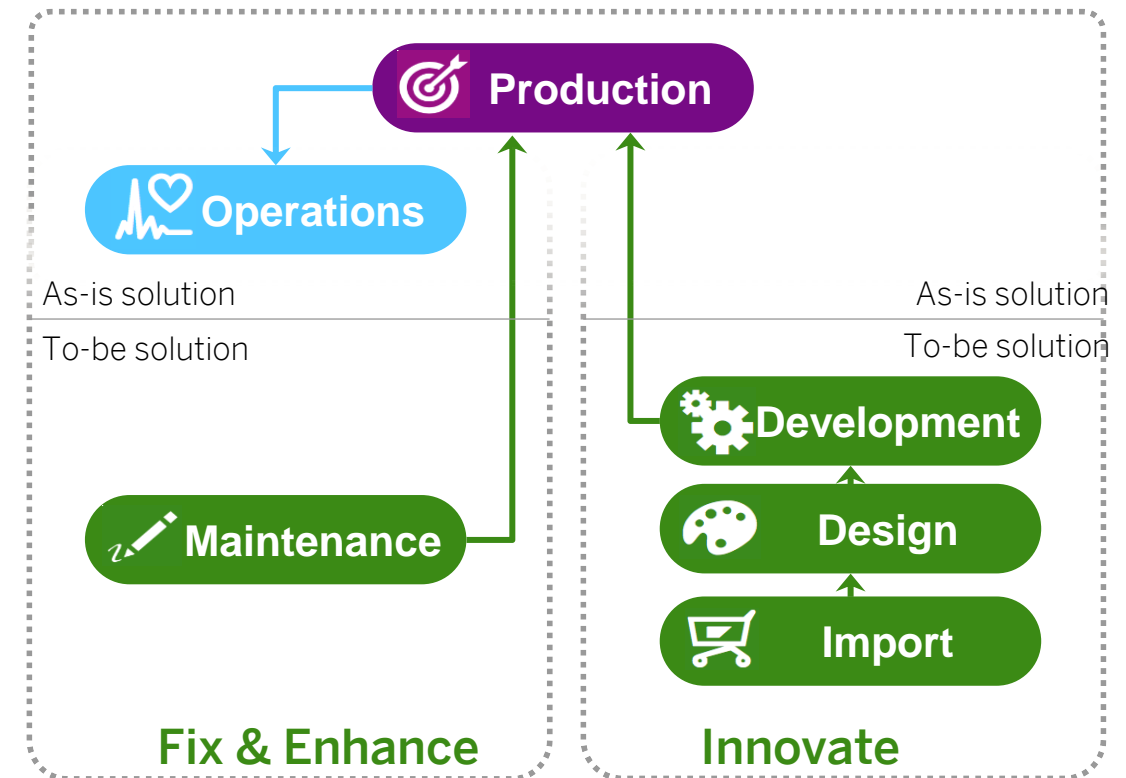 Production
Operations
As-is solution
As-is solution
To-be solution
To-be solution
Development
Maintenance
Design
Import
Fix & Enhance
Innovate